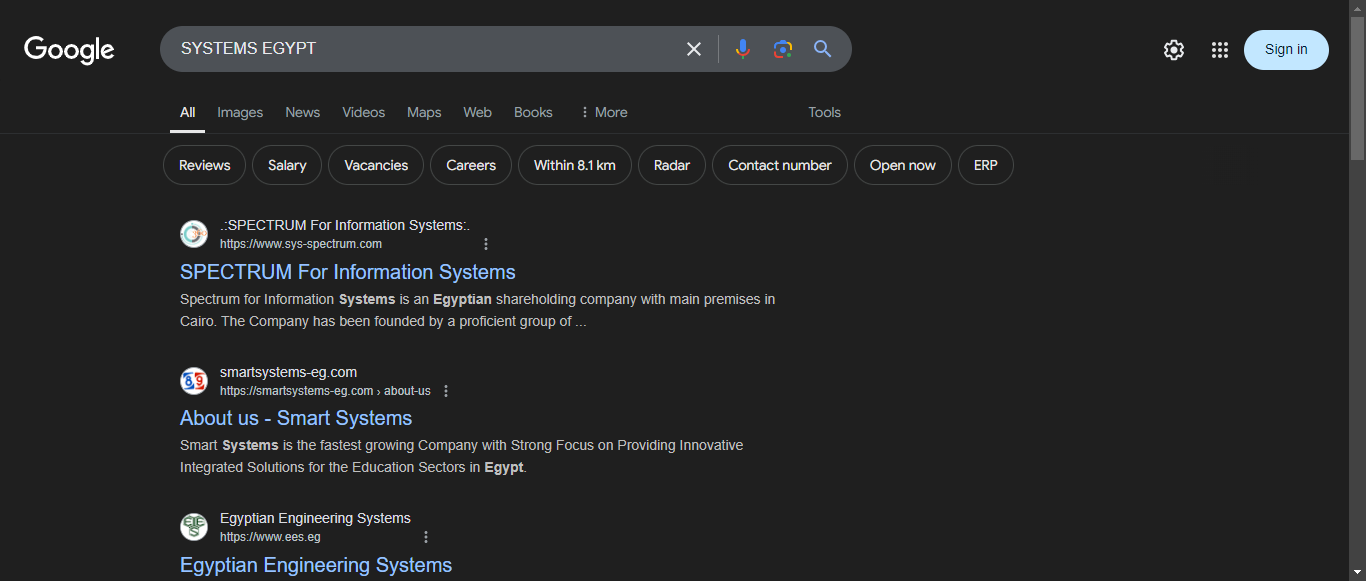 Google
SYSTEMS EGYPT
Sign in
All Images News Videos Maps Web Books More Tools
Reviews Salary Vacancies Careers Within 8.1 km Radar Contact number Open now ERP
.:SPECTRUM For Information Systems:.
https://www.sys-spectrum.com
SPECTRUM For Information Systems
Spectrum for Information Systems is an Egyptian shareholding company with main premises in
Cairo. The Company has been founded by a proficient group of ...
smartsystems-eg.com
https://smartsystems-eg.com › about-us
About us - Smart Systems
Smart Systems is the fastest growing Company with Strong Focus on Providing Innovative
Integrated Solutions for the Education Sectors in Egypt.
Egyptian Engineering Systems
https://www.ees.eg
Egyptian Engineering Systems